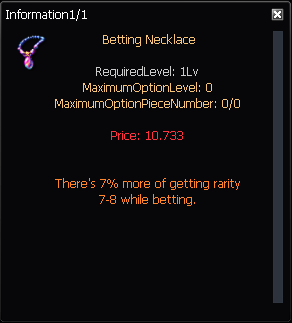 Information1/1
Betting Necklace
RequiredLevel: 1Lv
MaximumOptionLevel: 0
MaximumOptionPieceNumber: 0/0
Price: 10.733
There's 7% more of getting rarity
7-8 while betting.